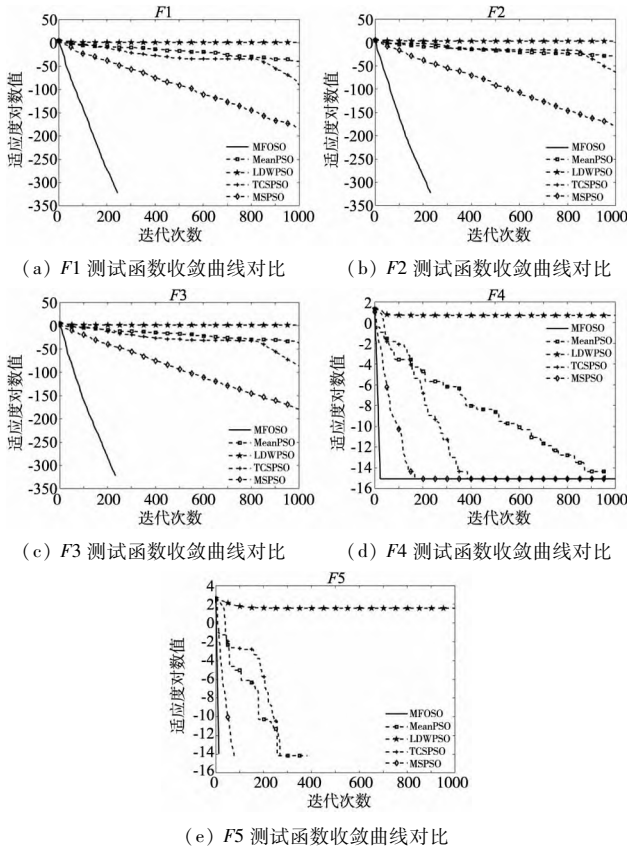 F1
50
0
-50
-100
-150
-200
-250
-300
-350
适应度对数值
0 200 400 600 800 1000
迭代次数
MFOSO
MeanPSO
LDWPSO
TCSPSO
MSPSO
(a) F1 测试函数收敛曲线对比
F2
50
0
-50
-100
-150
-200
-250
-300
-350
适应度对数值
0 200 400 600 800 1000
迭代次数
MFOSO
MeanPSO
LDWPSO
TCSPSO
MSPSO
(b) F2 测试函数收敛曲线对比
F3
50
0
-50
-100
-150
-200
-250
-300
-350
适应度对数值
0 200 400 600 800 1000
迭代次数
MFOSO
MeanPSO
LDWPSO
TCSPSO
MSPSO
(c) F3 测试函数收敛曲线对比
F4
2
0
-2
-4
-6
-8
-10
-12
-14
-16
适应度对数值
0 200 400 600 800 1000
迭代次数
MFOSO
MeanPSO
LDWPSO
TCSPSO
MSPSO
(d) F4 测试函数收敛曲线对比
F5
4
2
0
-2
-4
-6
-8
-10
-12
-14
-16
适应度对数值
0 200 400 600 800 1000
迭代次数
MFOSO
MeanPSO
LDWPSO
TCSPSO
MSPSO
(e) F5 测试函数收敛曲线对比